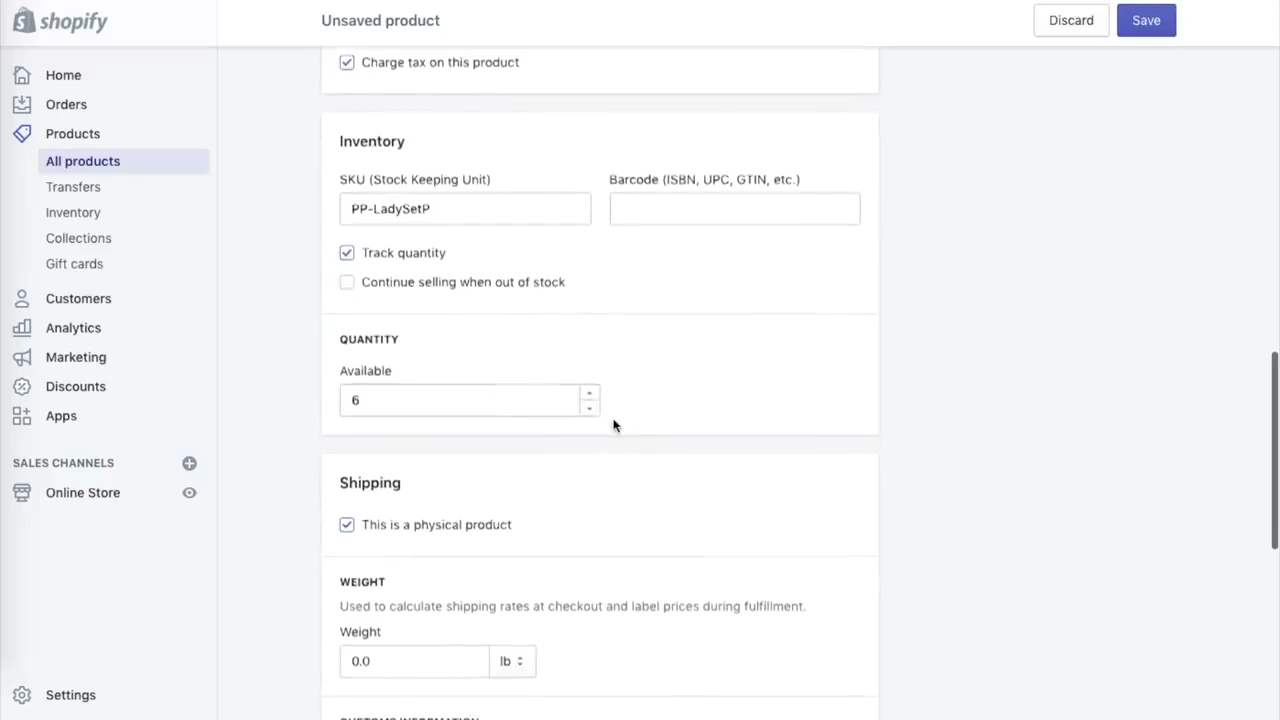 shopify
Unsaved product
Discard
Save
Home
Orders
Products
All products
Transfers
Inventory
Collections
Gift cards
Customers
Analytics
Marketing
Discounts
Apps
SALES CHANNELS
Online Store
Settings
Charge tax on this product
Inventory
SKU (Stock Keeping Unit)
Barcode (ISBN, UPC, GTIN, etc.)
PP-LadySetP
Track quantity
Continue selling when out of stock
QUANTITY
Available
6
Shipping
This is a physical product
WEIGHT
Used to calculate shipping rates at checkout and label prices during fulfillment.
Weight
0.0
lb
CUSTOMS INFORMATION